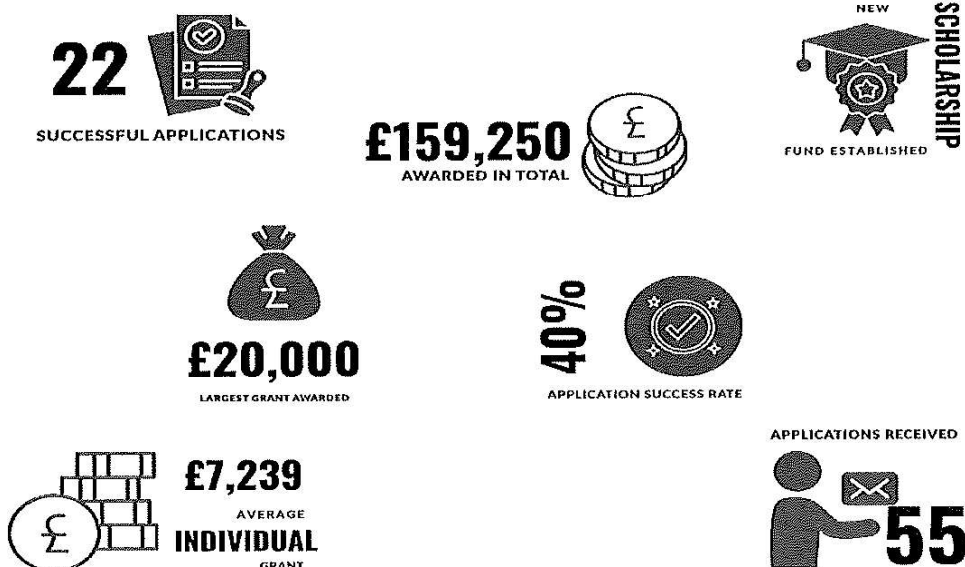 22
SUCCESSFUL APPLICATIONS
£159,250
AWARDED IN TOTAL
£
NEW
SCHOLARSHIP
FUND ESTABLISHED
£
£20,000
LARGEST GRANT AWARDED
40%
APPLICATION SUCCESS RATE
£
£7,239
AVERAGE
INDIVIDUAL
GRANT
APPLICATIONS RECEIVED
55